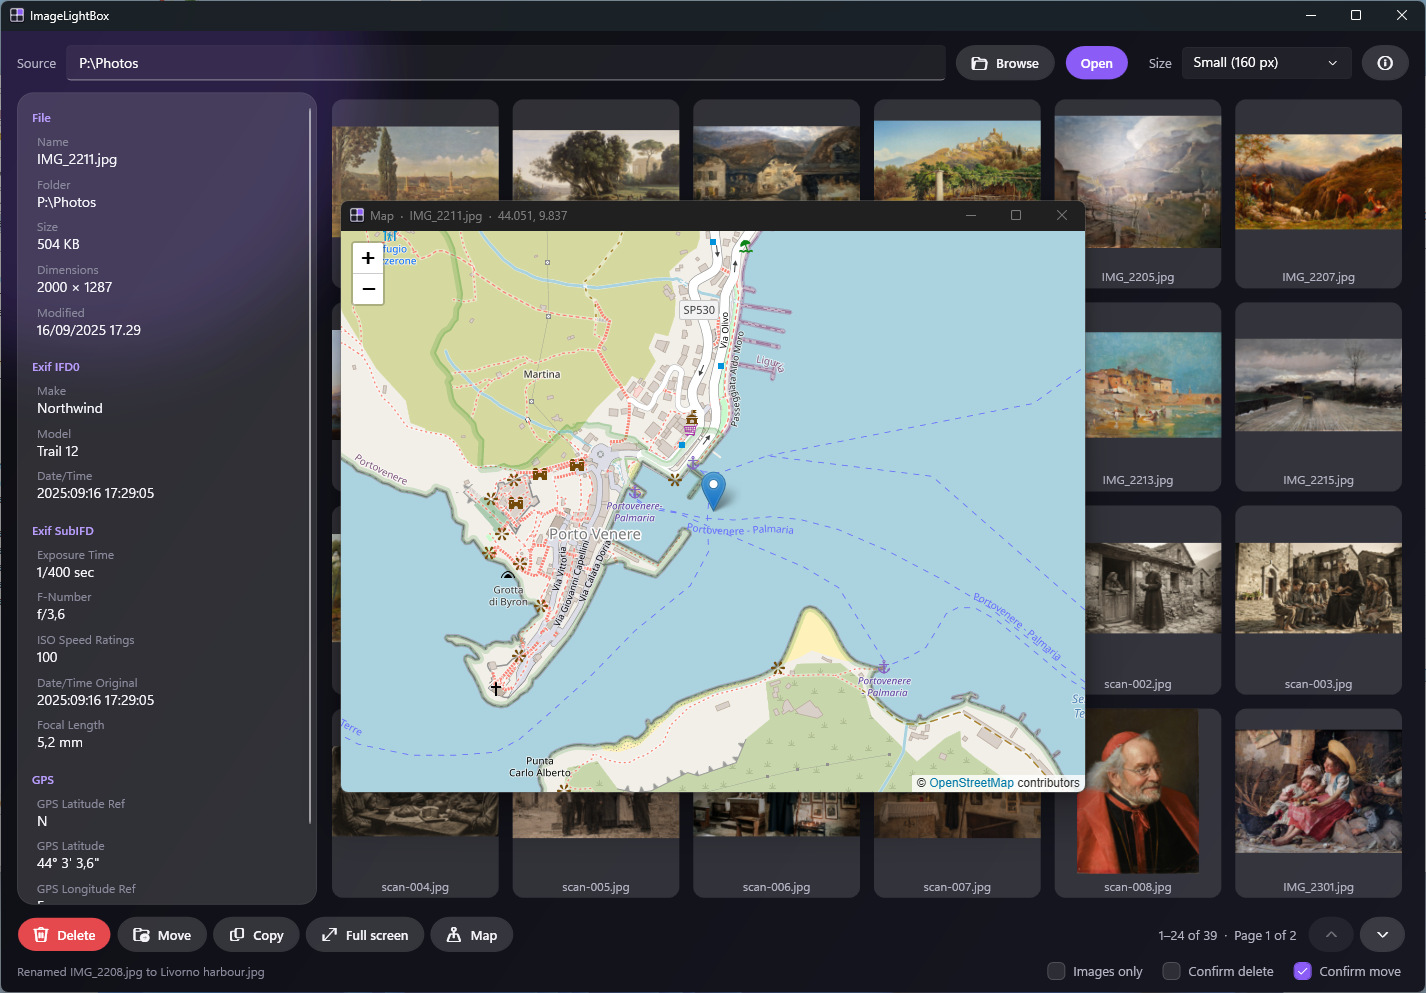 ImageLightBox
Source
P:\Photos
Browse
Open
Size
Small (160 px)
File
Name
IMG_2211.jpg
Folder
P:\Photos
Size
504 KB
Dimensions
2000 × 1287
Modified
16/09/2025 17.29
Exif IFD0
Make
Northwind
Model
Trail 12
Date/Time
2025:09:16 17:29:05
Exif SubIFD
Exposure Time
1/400 sec
F-Number
f/3,6
ISO Speed Ratings
100
Date/Time Original
2025:09:16 17:29:05
Focal Length
5,2 mm
GPS
GPS Latitude Ref
N
GPS Latitude
44° 3' 3,6"
GPS Longitude Ref
IMG_2205.jpg
IMG_2207.jpg
IMG_2213.jpg
IMG_2215.jpg
scan-002.jpg
scan-003.jpg
scan-004.jpg
scan-005.jpg
scan-006.jpg
scan-007.jpg
scan-008.jpg
IMG_2301.jpg
Map · IMG_2211.jpg · 44.051, 9.837
+
−
SP530
Via Olivo
Passeggiata Aldo Moro
Martina
Portovenere
Portovenere-
Palmaria
Portovenere - Palmaria
Porto Venere
Via Vittoria
Via Giovanni Capellini
Via Calata Doria
Grotta
di Byron
Portovenere - Palmaria
Portovenere
Palmaria
Terre
Punta
Carlo Alberto
© OpenStreetMap contributors
Delete
Move
Copy
Full screen
Map
1–24 of 39 · Page 1 of 2
Renamed IMG_2208.jpg to Livorno harbour.jpg
Images only
Confirm delete
Confirm move